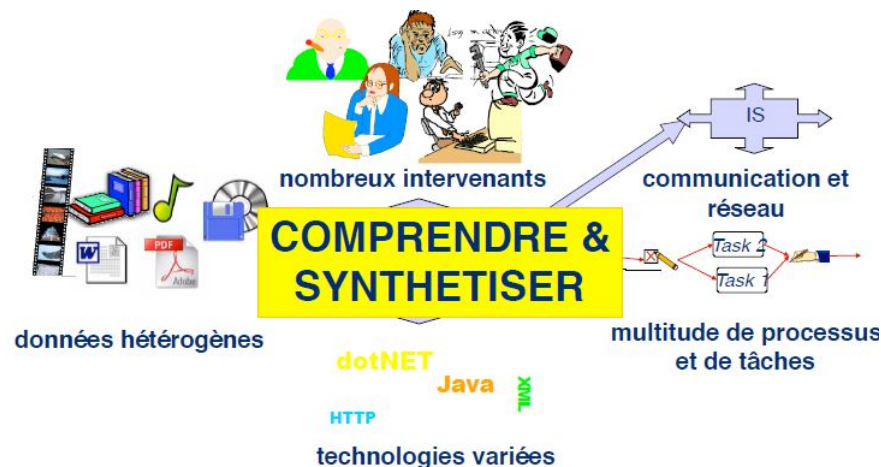 nombreux intervenants
IS
communication et
réseau
W
PDF
Adobe
données hétérogènes
COMPRENDRE &
SYNTHETISER
Task 2
Task 1
multitude de processus
et de tâches
dotNET
Java
XML
HTTP
technologies variées